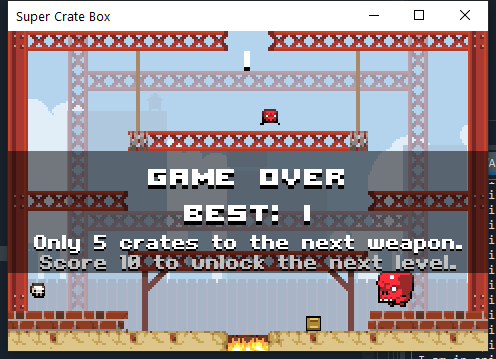 Super Crate Box
GAME OVER
BEST: 1
Only 5 crates to the next weapon.
Score 10 to unlock the next level.